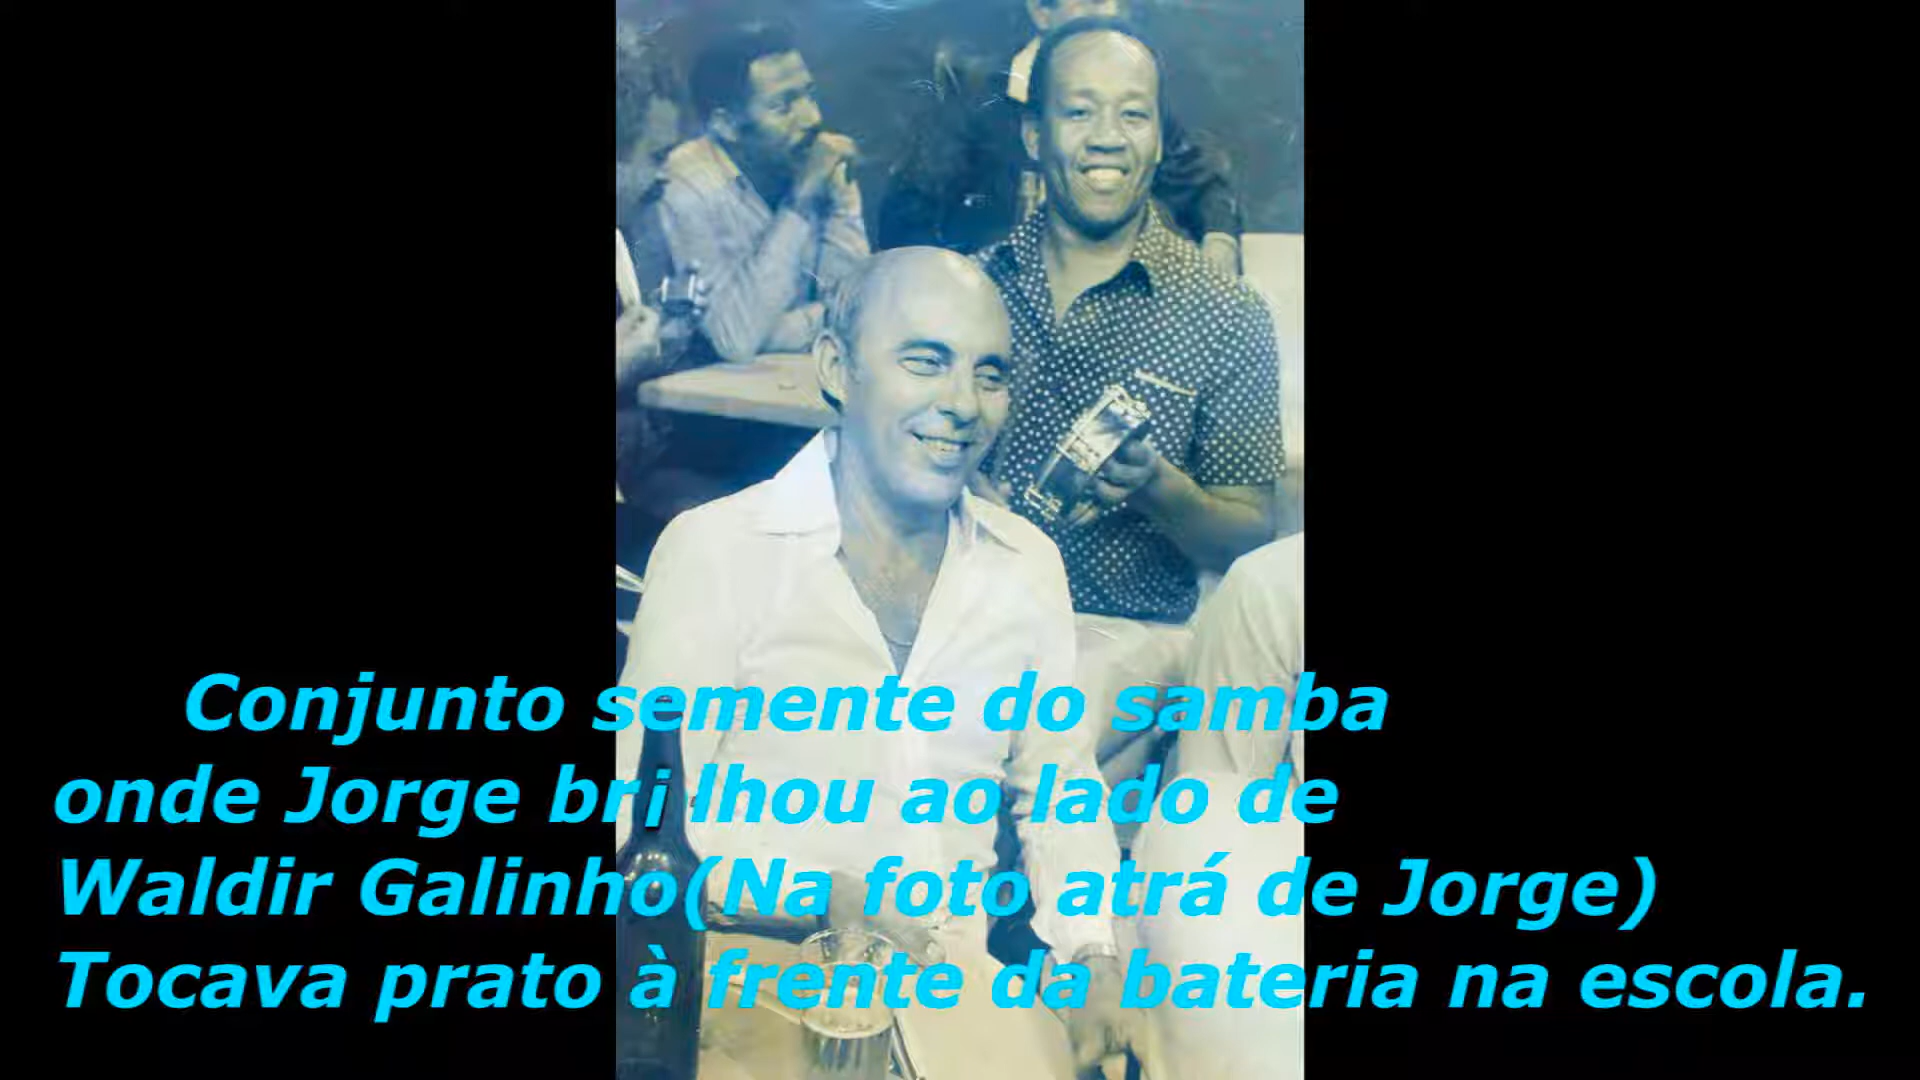 Conjunto semente do samba
onde Jorge bri lhou ao lado de
Waldir Galinho(Na foto atrá de Jorge)
Tocava prato à frente da bateria na escola.